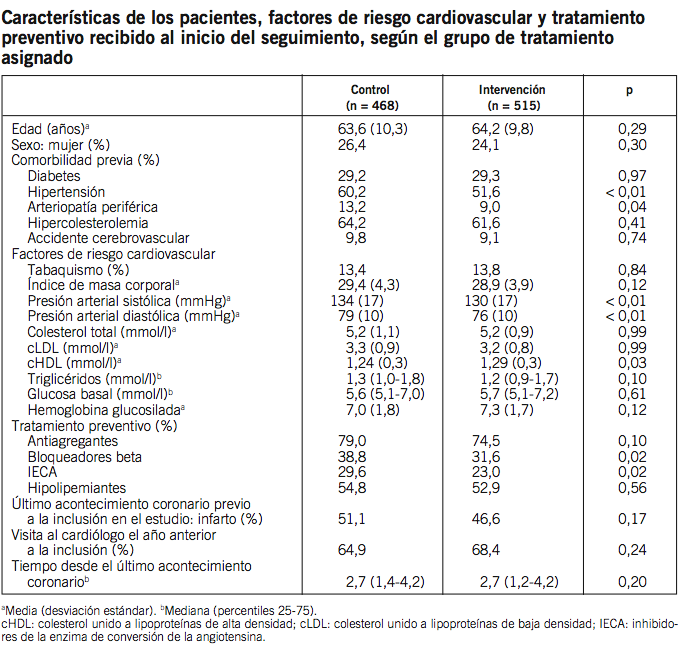 Características de los pacientes, factores de riesgo cardiovascular y tratamiento
preventivo recibido al inicio del seguimiento, según el grupo de tratamiento
asignado
Control Intervención p
(n = 468) (n = 515)
Edad (años)a 63,6 (10,3) 64,2 (9,8) 0,29
Sexo: mujer (%) 26,4 24,1 0,30
Comorbilidad previa (%)
Diabetes 29,2 29,3 0,97
Hipertensión 60,2 51,6 < 0,01
Arteriopatía periférica 13,2 9,0 0,04
Hipercolesterolemia 64,2 61,6 0,41
Accidente cerebrovascular 9,8 9,1 0,74
Factores de riesgo cardiovascular
Tabaquismo (%) 13,4 13,8 0,84
Índice de masa corporala 29,4 (4,3) 28,9 (3,9) 0,12
Presión arterial sistólica (mmHg)a 134 (17) 130 (17) < 0,01
Presión arterial diastólica (mmHg)a 79 (10) 76 (10) < 0,01
Colesterol total (mmol/l)a 5,2 (1,1) 5,2 (0,9) 0,99
cLDL (mmol/l)a 3,3 (0,9) 3,2 (0,8) 0,99
cHDL (mmol/l)a 1,24 (0,3) 1,29 (0,3) 0,03
Triglicéridos (mmol/l)b 1,3 (1,0-1,8) 1,2 (0,9-1,7) 0,10
Glucosa basal (mmol/l)b 5,6 (5,1-7,0) 5,7 (5,1-7,2) 0,61
Hemoglobina glucosiladaa 7,0 (1,8) 7,3 (1,7) 0,12
Tratamiento preventivo (%)
Antiagregantes 79,0 74,5 0,10
Bloqueadores beta 38,8 31,6 0,02
IECA 29,6 23,0 0,02
Hipolipemiantes 54,8 52,9 0,56
Último acontecimiento coronario previo
a la inclusión en el estudio: infarto (%) 51,1 46,6 0,17
Visita al cardiólogo el año anterior
a la inclusión (%) 64,9 68,4 0,24
Tiempo desde el último acontecimiento
coronariob 2,7 (1,4-4,2) 2,7 (1,2-4,2) 0,20
aMedia (desviación estándar). bMediana (percentiles 25-75).
cHDL: colesterol unido a lipoproteínas de alta densidad; cLDL: colesterol unido a lipoproteínas de baja densidad; IECA: inhibido-
res de la enzima de conversión de la angiotensina.